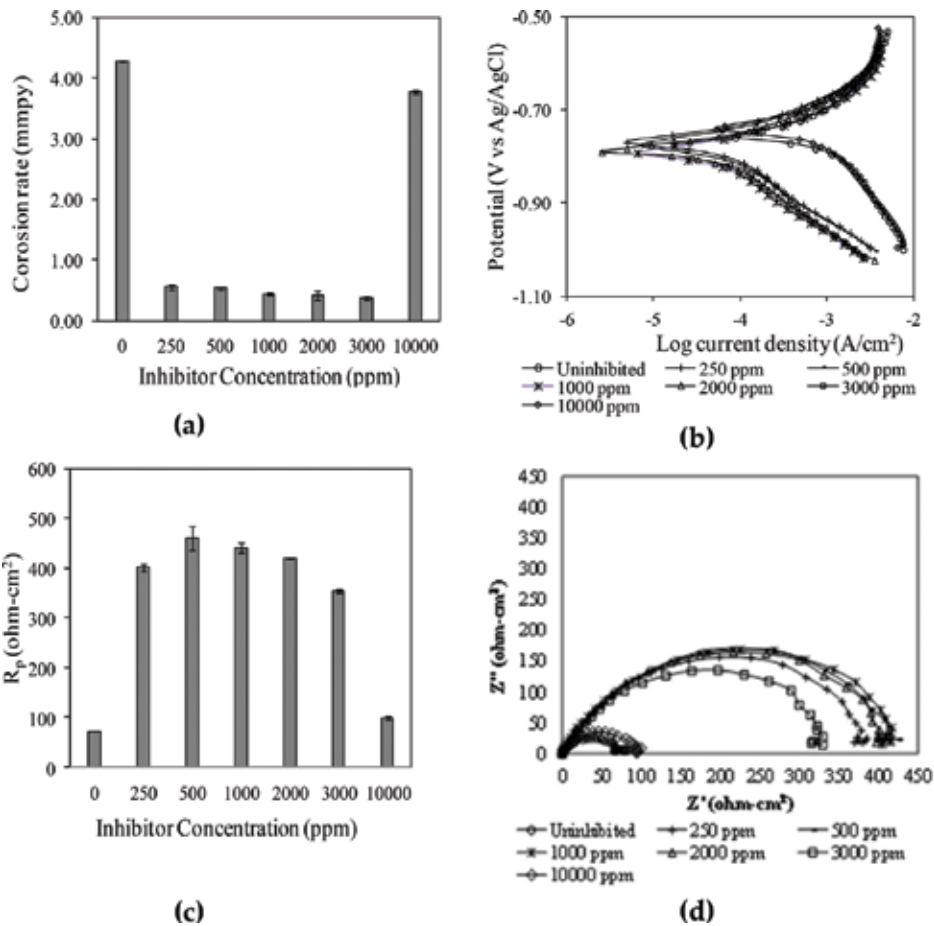 5.00
4.00
3.00
2.00
1.00
0.00
Corosion rate (mmpy)
0 250 500 1000 2000 3000 10000
Inhibitor Concentration (ppm)
(a)
-0.50
-0.70
-0.90
-1.10
Potential (V vs Ag/AgCl)
-6 -5 -4 -3 -2
Log current density (A/cm²)
Uninhibited 250 ppm 500 ppm
1000 ppm 2000 ppm 3000 ppm
10000 ppm
(b)
600
500
400
300
200
100
0
Rₚ (ohm-cm²)
0 250 500 1000 2000 3000 10000
Inhibitor Concentration (ppm)
(c)
450
400
350
300
250
200
150
100
50
0
Z'' (ohm-cm²)
0 50 100 150 200 250 300 350 400 450
Z' (ohm-cm²)
Uninhibited 250 ppm 500 ppm
1000 ppm 2000 ppm 3000 ppm
10000 ppm
(d)